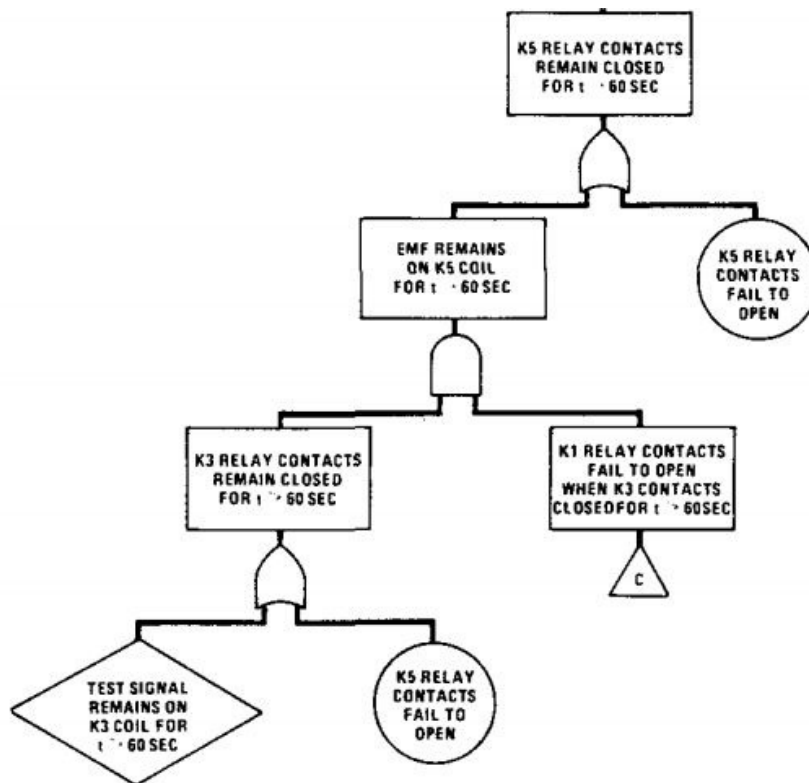 K5 RELAY CONTACTS
REMAIN CLOSED
FOR t > 60 SEC
EMF REMAINS
ON K5 COIL
FOR t > 60 SEC
K5 RELAY
CONTACTS
FAIL TO
OPEN
K3 RELAY CONTACTS
REMAIN CLOSED
FOR t > 60 SEC
K1 RELAY CONTACTS
FAIL TO OPEN
WHEN K3 CONTACTS
CLOSED FOR t > 60 SEC
C
TEST SIGNAL
REMAINS ON
K3 COIL FOR
t > 60 SEC
K5 RELAY
CONTACTS
FAIL TO
OPEN